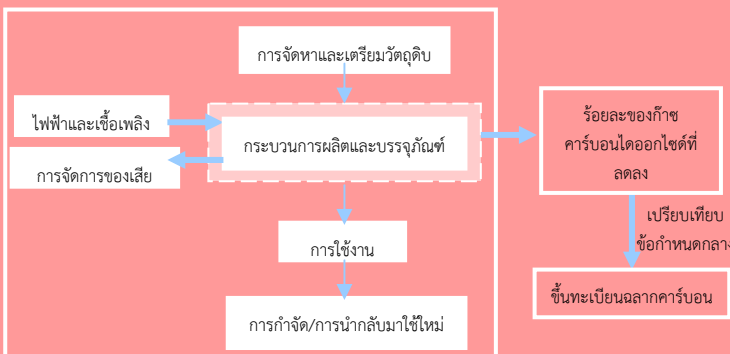 การจัดหาและเตรียมวัตถุดิบ
ไฟฟ้าและเชื้อเพลิง
กระบวนการผลิตและบรรจุภัณฑ์
การจัดการของเสีย
การใช้งาน
การกำจัด/การนำกลับมาใช้ใหม่
ร้อยละของก๊าซ
คาร์บอนไดออกไซด์ที่
ลดลง
เปรียบเทียบ
ข้อกำหนดกลาง
ขึ้นทะเบียนฉลากคาร์บอน